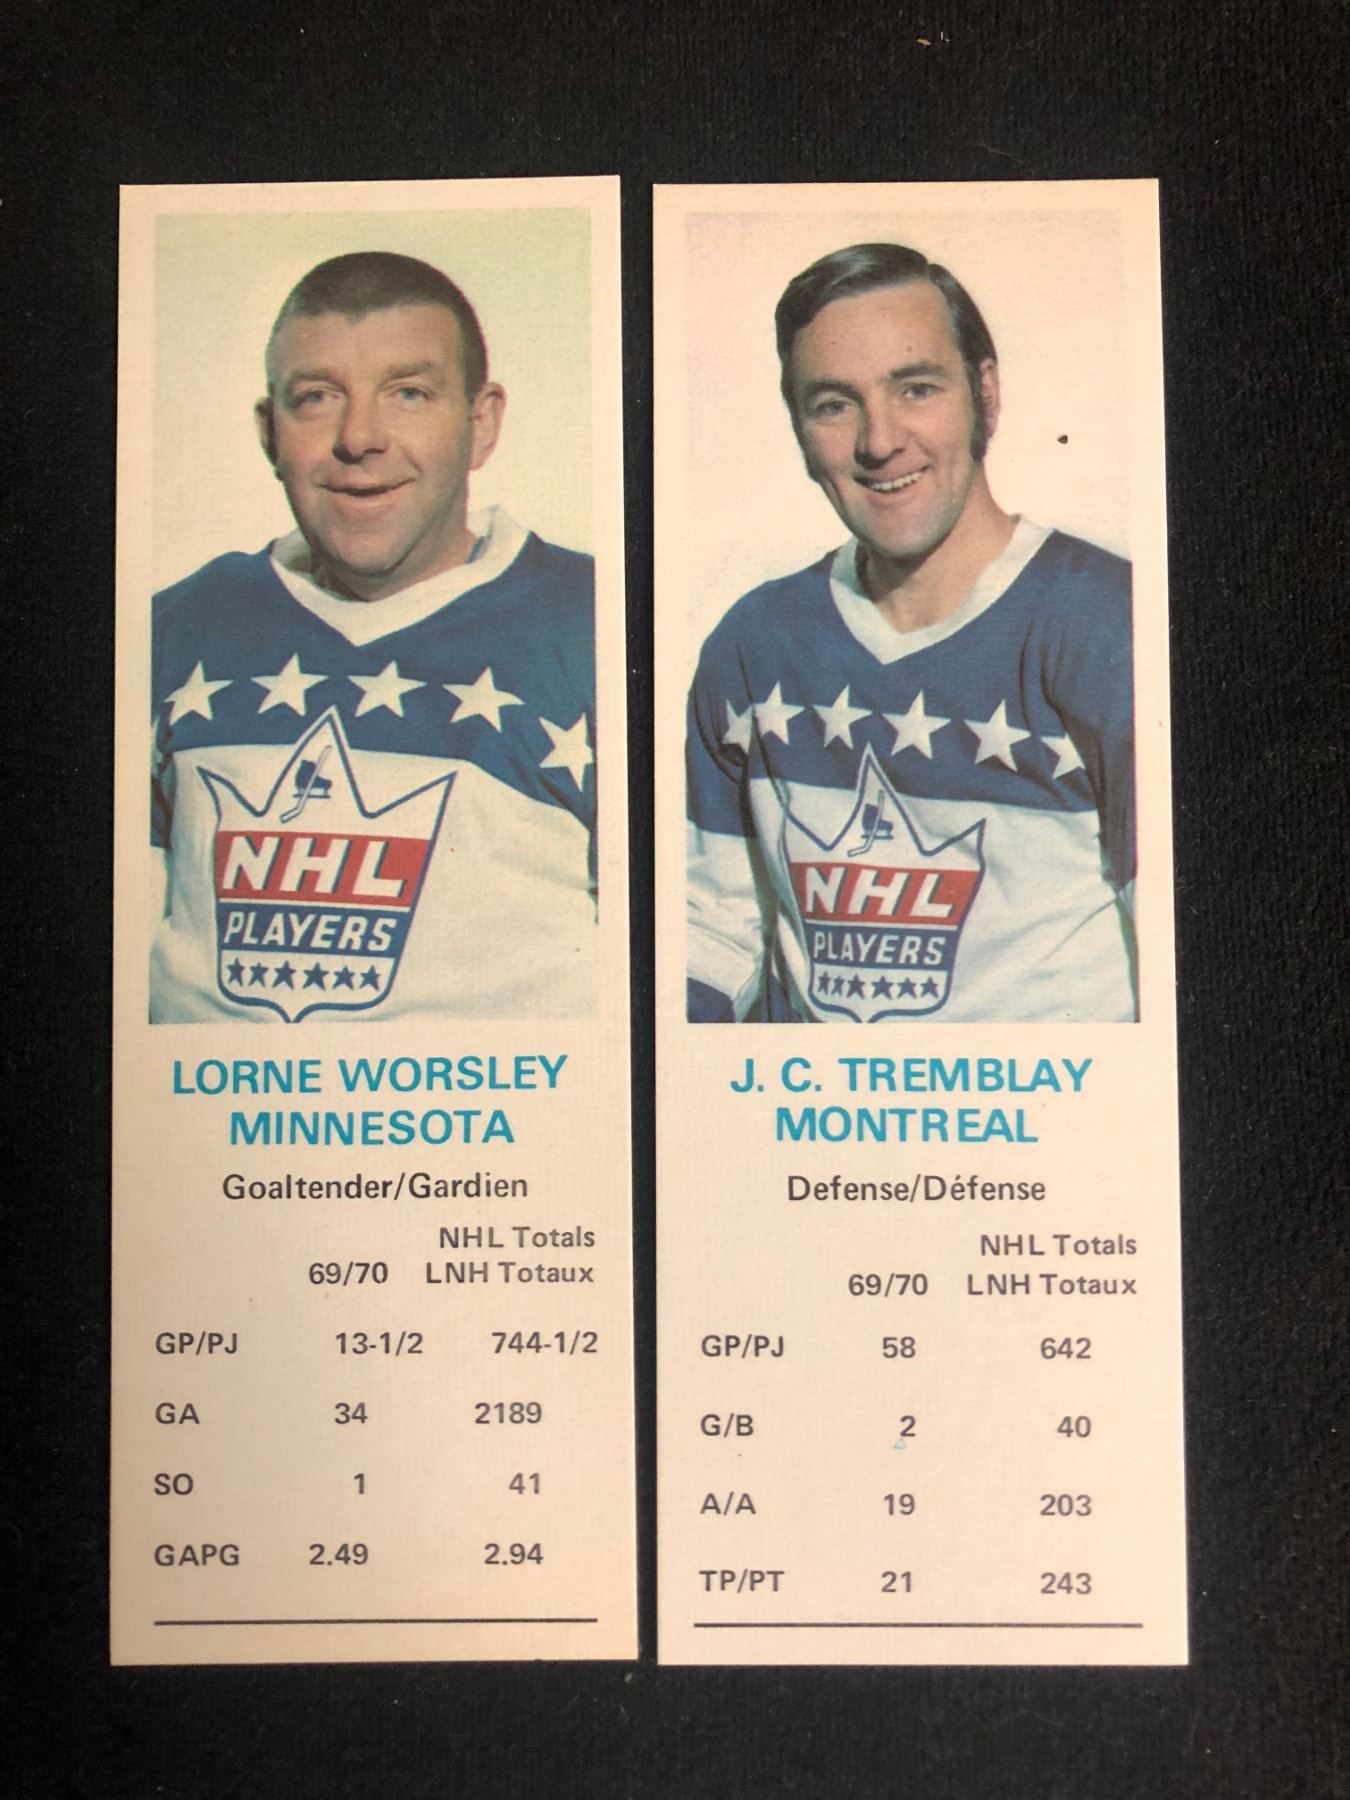 NHL
PLAYERS
LORNE WORSLEY
MINNESOTA
Goaltender/Gardien
NHL Totals
69/70 LNH Totaux
GP/PJ 13-1/2 744-1/2
GA 34 2189
SO 1 41
GAPG 2.49 2.94
NHL
PLAYERS
J. C. TREMBLAY
MONTREAL
Defense/Défense
NHL Totals
69/70 LNH Totaux
GP/PJ 58 642
G/B 2 40
A/A 19 203
TP/PT 21 243